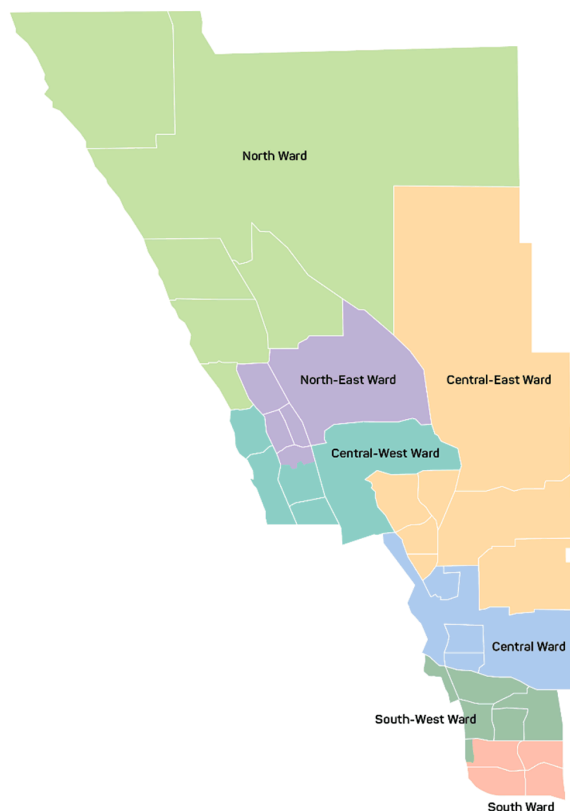 North Ward
North-East Ward
Central-East Ward
Central-West Ward
Central Ward
South-West Ward
South Ward